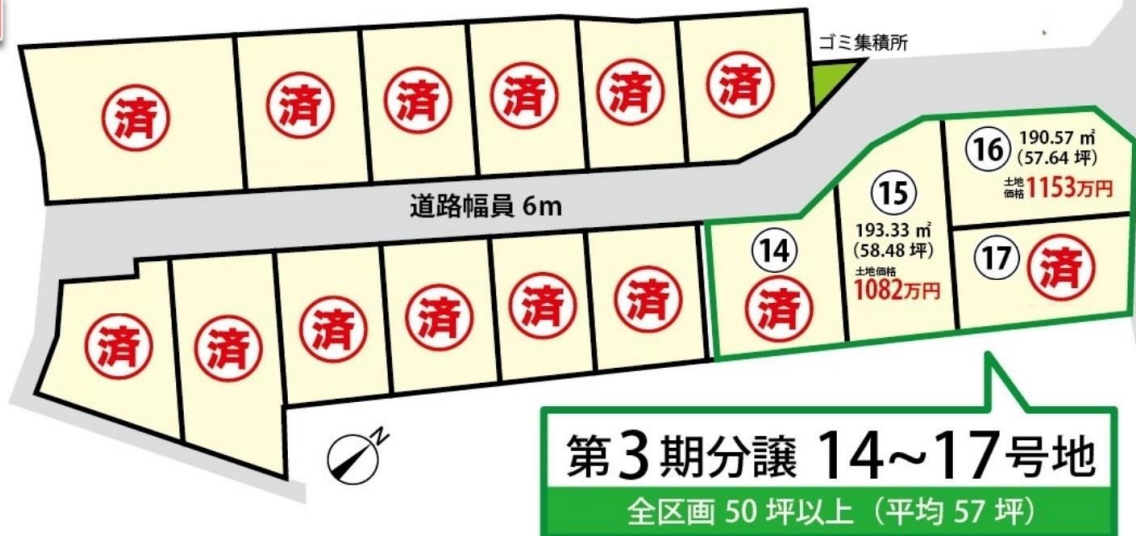 ゴミ集積所
済
済
済
済
済
済
道路幅員 6m
済
済
済
済
済
済
14
済
15
193.33 ㎡
(58.48 坪)
土地価格
1082万円
16
190.57 ㎡
(57.64 坪)
土地
価格 1153万円
17 済
N
第3期分譲 14~17号地
全区画 50 坪以上（平均 57 坪）